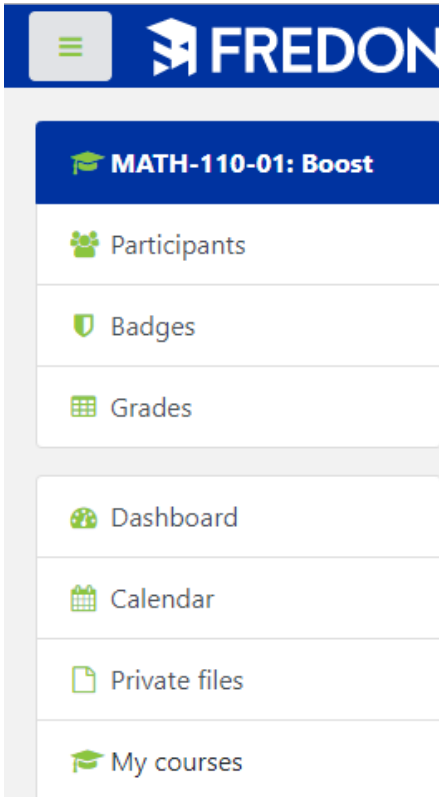 FREDON
MATH-110-01: Boost
Participants
Badges
Grades
Dashboard
Calendar
Private files
My courses